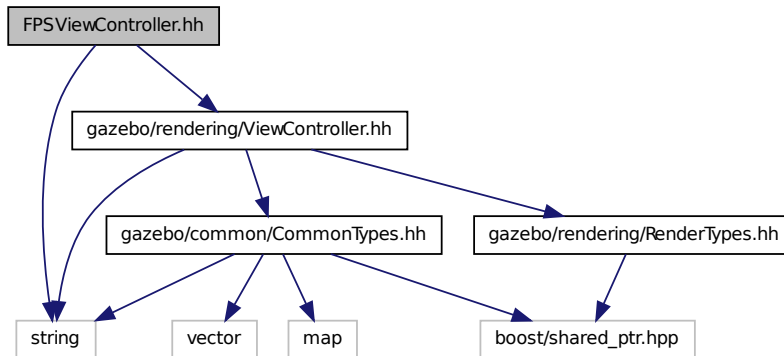 FPSViewController.hh
gazebo/rendering/ViewController.hh
gazebo/common/CommonTypes.hh
gazebo/rendering/RenderTypes.hh
string
vector
map
boost/shared_ptr.hpp